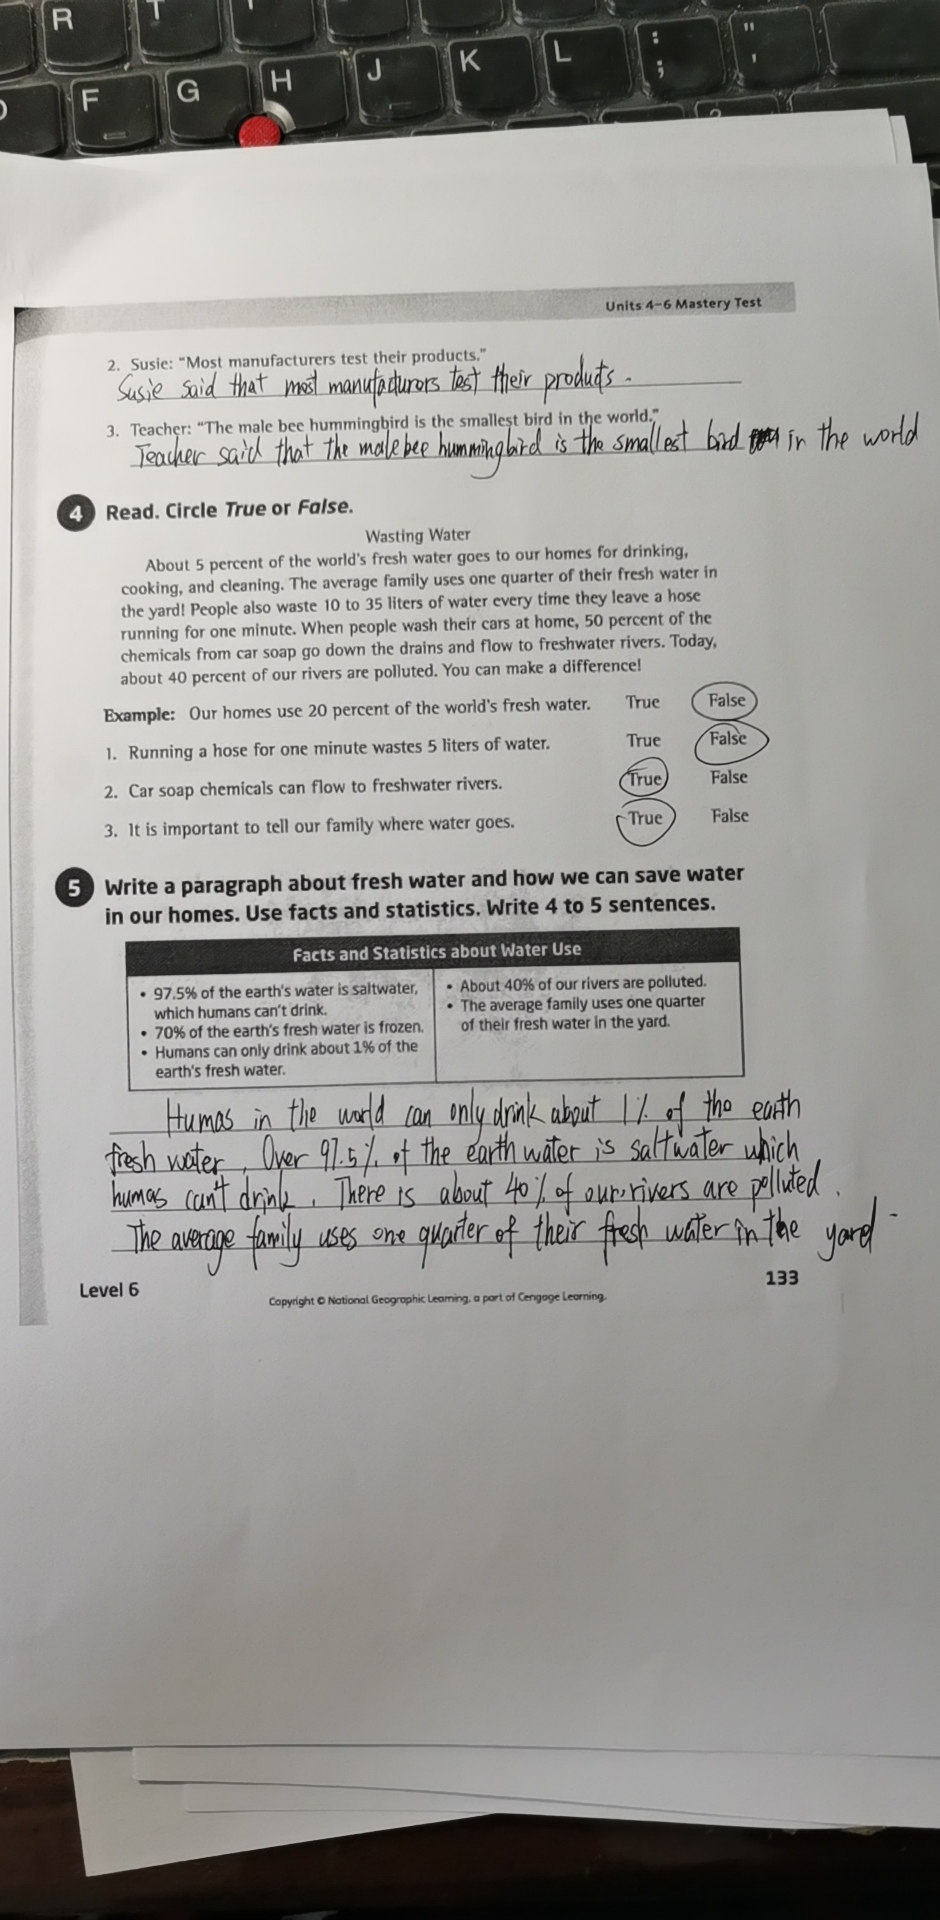 R T
F G H J K L : ; " '
Units 4-6 Mastery Test
2. Susie: "Most manufacturers test their products."
Susie said that most manufacturors test their products.
3. Teacher: "The male bee hummingbird is the smallest bird in the world."
Teacher said that the male bee hummingbird is the smallest bird in the world
4 Read. Circle True or False.
Wasting Water
About 5 percent of the world's fresh water goes to our homes for drinking,
cooking, and cleaning. The average family uses one quarter of their fresh water in
the yard! People also waste 10 to 35 liters of water every time they leave a hose
running for one minute. When people wash their cars at home, 50 percent of the
chemicals from car soap go down the drains and flow to freshwater rivers. Today,
about 40 percent of our rivers are polluted. You can make a difference!
Example: Our homes use 20 percent of the world's fresh water. True False
1. Running a hose for one minute wastes 5 liters of water. True False
2. Car soap chemicals can flow to freshwater rivers. True False
3. It is important to tell our family where water goes. True False
5 Write a paragraph about fresh water and how we can save water
in our homes. Use facts and statistics. Write 4 to 5 sentences.
Facts and Statistics about Water Use
• 97.5% of the earth's water is saltwater,
which humans can't drink.
• 70% of the earth's fresh water is frozen.
• Humans can only drink about 1% of the
earth's fresh water.
• About 40% of our rivers are polluted.
• The average family uses one quarter
of their fresh water in the yard.
Humas in the world can only drink about 1% of the earth
fresh water, Over 97.5% of the earth water is saltwater which
humas can't drink. There is about 40% of our rivers are polluted.
The average family uses one quarter of their fresh water in the yard.
Level 6
133
Copyright © National Geographic Learning, a part of Cengage Learning.